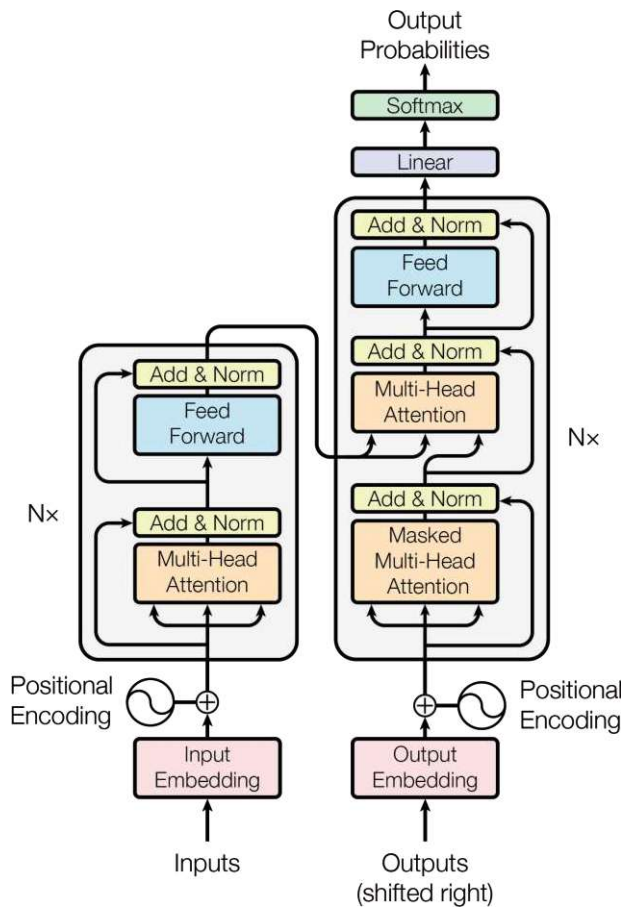 Output
Probabilities
Softmax
Linear
Add & Norm
Feed
Forward
Add & Norm
Multi-Head
Attention
Nx
Add & Norm
Masked
Multi-Head
Attention
Add & Norm
Feed
Forward
Nx
Add & Norm
Multi-Head
Attention
Positional
Encoding
Positional
Encoding
Input
Embedding
Output
Embedding
Inputs
Outputs
(shifted right)